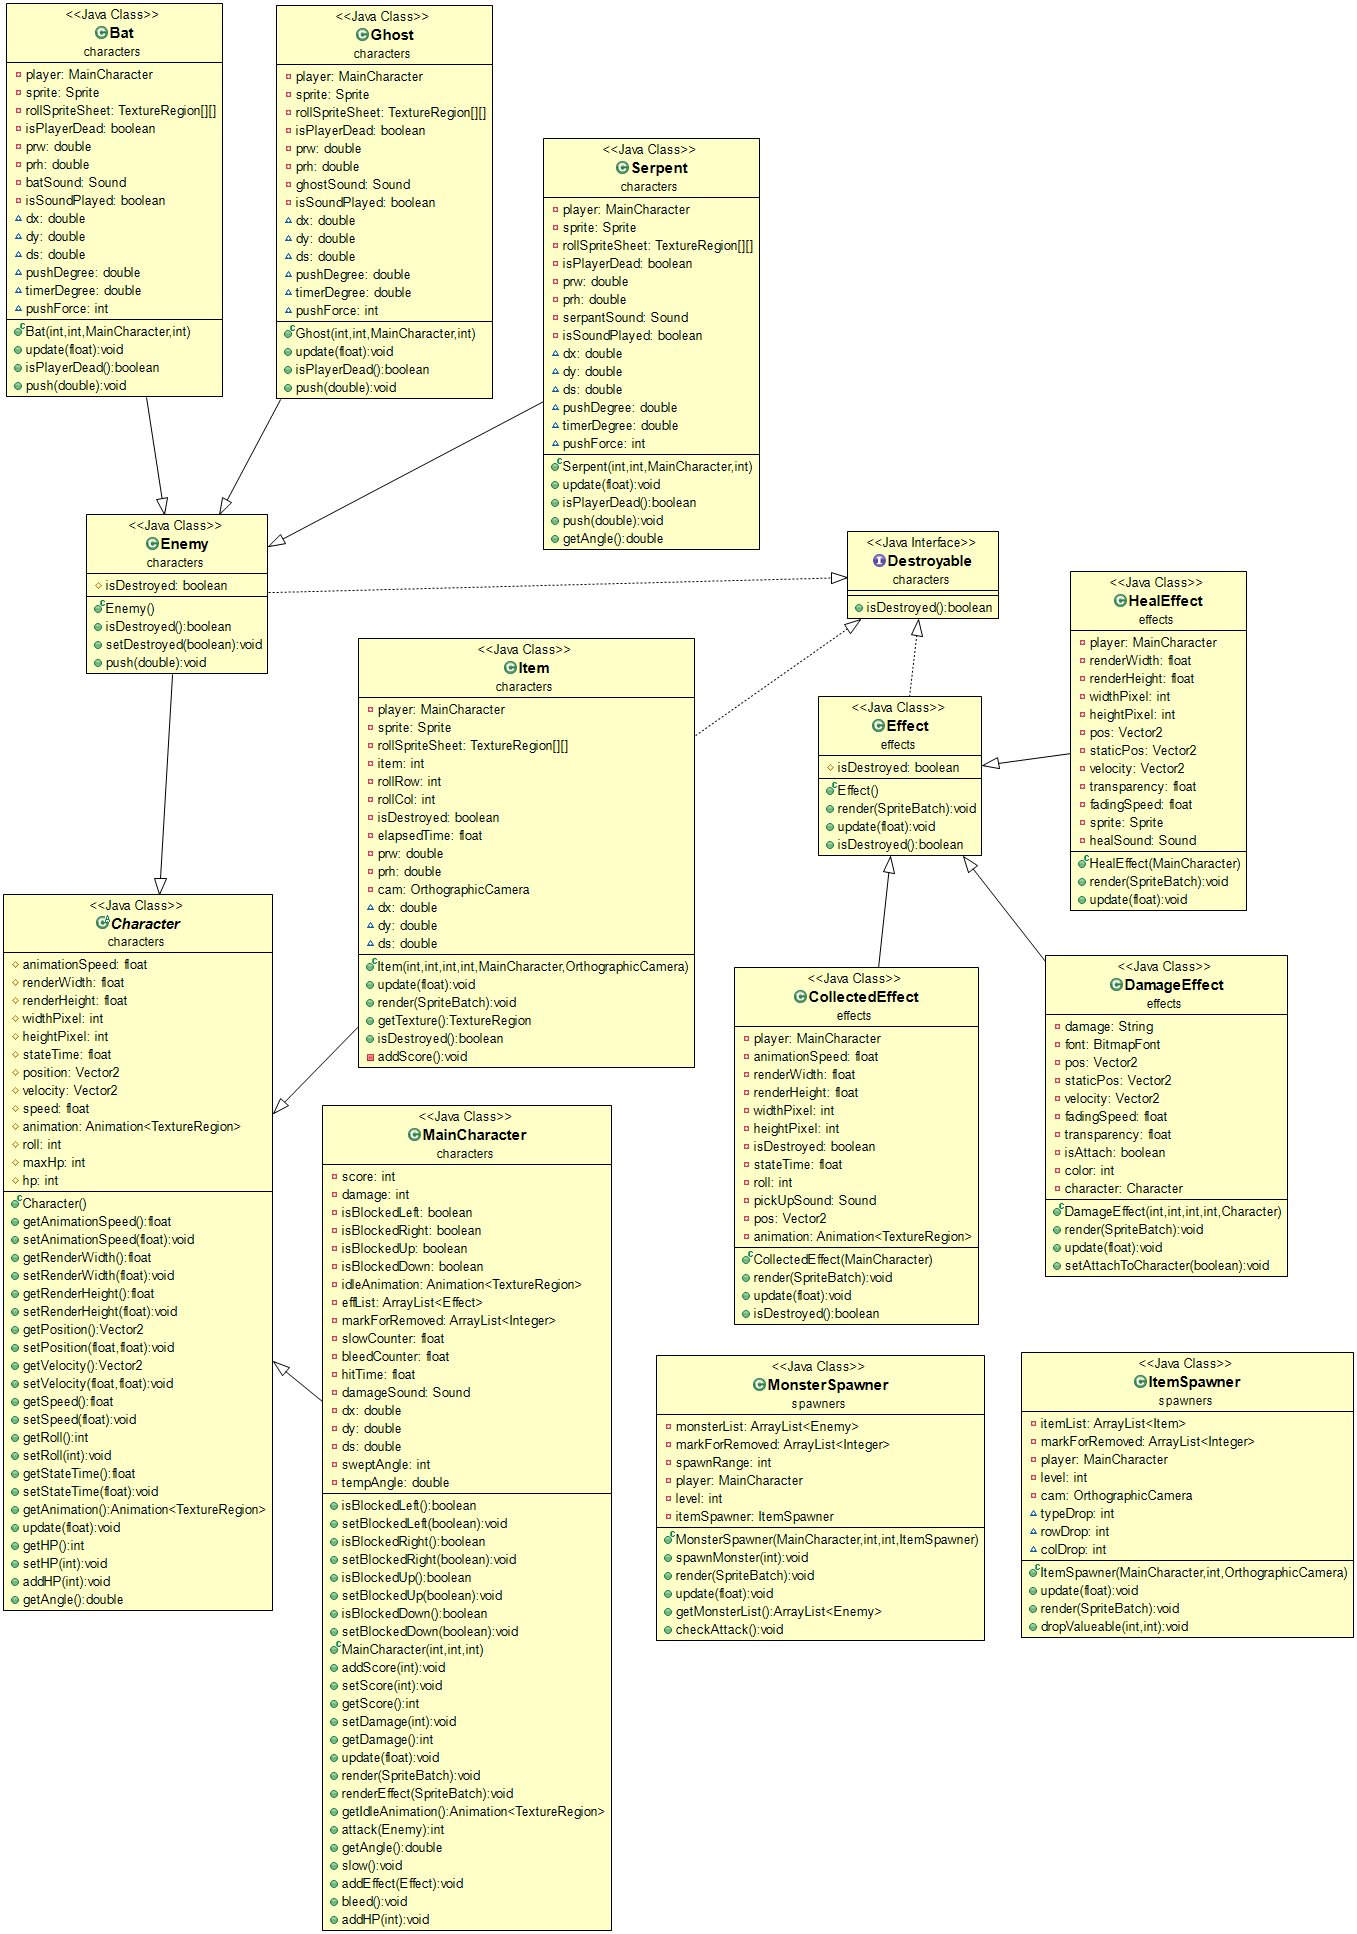 <<Java Class>>
Bat
characters
player: MainCharacter
sprite: Sprite
rollSpriteSheet: TextureRegion[][]
isPlayerDead: boolean
prw: double
prh: double
batSound: Sound
isSoundPlayed: boolean
dx: double
dy: double
ds: double
pushDegree: double
timerDegree: double
pushForce: int
Bat(int,int,MainCharacter,int)
update(float):void
isPlayerDead():boolean
push(double):void
<<Java Class>>
Ghost
characters
player: MainCharacter
sprite: Sprite
rollSpriteSheet: TextureRegion[][]
isPlayerDead: boolean
prw: double
prh: double
ghostSound: Sound
isSoundPlayed: boolean
dx: double
dy: double
ds: double
pushDegree: double
timerDegree: double
pushForce: int
Ghost(int,int,MainCharacter,int)
update(float):void
isPlayerDead():boolean
push(double):void
<<Java Class>>
Serpent
characters
player: MainCharacter
sprite: Sprite
rollSpriteSheet: TextureRegion[][]
isPlayerDead: boolean
prw: double
prh: double
serpantSound: Sound
isSoundPlayed: boolean
dx: double
dy: double
ds: double
pushDegree: double
timerDegree: double
pushForce: int
Serpent(int,int,MainCharacter,int)
update(float):void
isPlayerDead():boolean
push(double):void
getAngle():double
<<Java Class>>
Enemy
characters
isDestroyed: boolean
Enemy()
isDestroyed():boolean
setDestroyed(boolean):void
push(double):void
<<Java Interface>>
Destroyable
characters
isDestroyed():boolean
<<Java Class>>
HealEffect
effects
player: MainCharacter
renderWidth: float
renderHeight: float
widthPixel: int
heightPixel: int
pos: Vector2
staticPos: Vector2
velocity: Vector2
transparency: float
fadingSpeed: float
sprite: Sprite
healSound: Sound
HealEffect(MainCharacter)
render(SpriteBatch):void
update(float):void
<<Java Class>>
Item
characters
player: MainCharacter
sprite: Sprite
rollSpriteSheet: TextureRegion[][]
item: int
rollRow: int
rollCol: int
isDestroyed: boolean
elapsedTime: float
prw: double
prh: double
cam: OrthographicCamera
dx: double
dy: double
ds: double
Item(int,int,int,int,MainCharacter,OrthographicCamera)
update(float):void
render(SpriteBatch):void
getTexture():TextureRegion
isDestroyed():boolean
addScore():void
<<Java Class>>
Effect
effects
isDestroyed: boolean
Effect()
render(SpriteBatch):void
update(float):void
isDestroyed():boolean
<<Java Class>>
Character
characters
animationSpeed: float
renderWidth: float
renderHeight: float
widthPixel: int
heightPixel: int
stateTime: float
position: Vector2
velocity: Vector2
speed: float
animation: Animation<TextureRegion>
roll: int
maxHp: int
hp: int
Character()
getAnimationSpeed():float
setAnimationSpeed(float):void
getRenderWidth():float
setRenderWidth(float):void
getRenderHeight():float
setRenderHeight(float):void
getPosition():Vector2
setPosition(float,float):void
getVelocity():Vector2
setVelocity(float,float):void
getSpeed():float
setSpeed(float):void
getRoll():int
setRoll(int):void
getStateTime():float
setStateTime(float):void
getAnimation():Animation<TextureRegion>
update(float):void
getHP():int
setHP(int):void
addHP(int):void
getAngle():double
<<Java Class>>
CollectedEffect
effects
player: MainCharacter
animationSpeed: float
renderWidth: float
renderHeight: float
widthPixel: int
heightPixel: int
isDestroyed: boolean
stateTime: float
roll: int
pickUpSound: Sound
pos: Vector2
animation: Animation<TextureRegion>
CollectedEffect(MainCharacter)
render(SpriteBatch):void
update(float):void
isDestroyed():boolean
<<Java Class>>
DamageEffect
effects
damage: String
font: BitmapFont
pos: Vector2
staticPos: Vector2
velocity: Vector2
fadingSpeed: float
transparency: float
isAttach: boolean
color: int
character: Character
DamageEffect(int,int,int,int,Character)
render(SpriteBatch):void
update(float):void
setAttachToCharacter(boolean):void
<<Java Class>>
MainCharacter
characters
score: int
damage: int
isBlockedLeft: boolean
isBlockedRight: boolean
isBlockedUp: boolean
isBlockedDown: boolean
idleAnimation: Animation<TextureRegion>
effList: ArrayList<Effect>
markForRemoved: ArrayList<Integer>
slowCounter: float
bleedCounter: float
hitTime: float
damageSound: Sound
dx: double
dy: double
ds: double
sweptAngle: int
tempAngle: double
isBlockedLeft():boolean
setBlockedLeft(boolean):void
isBlockedRight():boolean
setBlockedRight(boolean):void
isBlockedUp():boolean
setBlockedUp(boolean):void
isBlockedDown():boolean
setBlockedDown(boolean):void
MainCharacter(int,int,int)
addScore(int):void
setScore(int):void
getScore():int
setDamage(int):void
getDamage():int
update(float):void
render(SpriteBatch):void
renderEffect(SpriteBatch):void
getIdleAnimation():Animation<TextureRegion>
attack(Enemy):int
getAngle():double
slow():void
addEffect(Effect):void
bleed():void
addHP(int):void
<<Java Class>>
MonsterSpawner
spawners
monsterList: ArrayList<Enemy>
markForRemoved: ArrayList<Integer>
spawnRange: int
player: MainCharacter
level: int
itemSpawner: ItemSpawner
MonsterSpawner(MainCharacter,int,int,ItemSpawner)
spawnMonster(int):void
render(SpriteBatch):void
update(float):void
getMonsterList():ArrayList<Enemy>
checkAttack():void
<<Java Class>>
ItemSpawner
spawners
itemList: ArrayList<Item>
markForRemoved: ArrayList<Integer>
player: MainCharacter
level: int
cam: OrthographicCamera
typeDrop: int
rowDrop: int
colDrop: int
ItemSpawner(MainCharacter,int,OrthographicCamera)
update(float):void
render(SpriteBatch):void
dropValueable(int,int):void